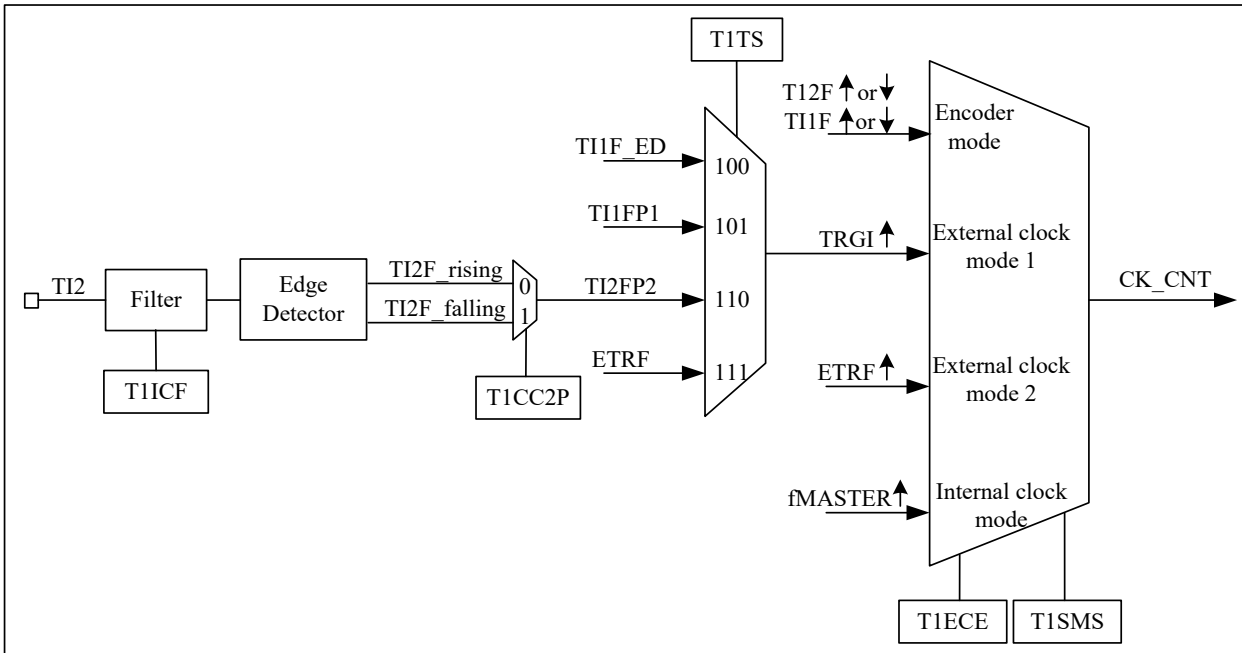 T1TS
T12F or
TI1F or
Encoder
mode
TI1F_ED
100
TI1FP1
101
TRGI
External clock
mode 1
TI2
Filter
Edge
Detector
TI2F_rising
TI2F_falling
0
1
TI2FP2
110
CK_CNT
ETRF
111
ETRF
External clock
mode 2
T1ICF
T1CC2P
fMASTER
Internal clock
mode
T1ECE
T1SMS